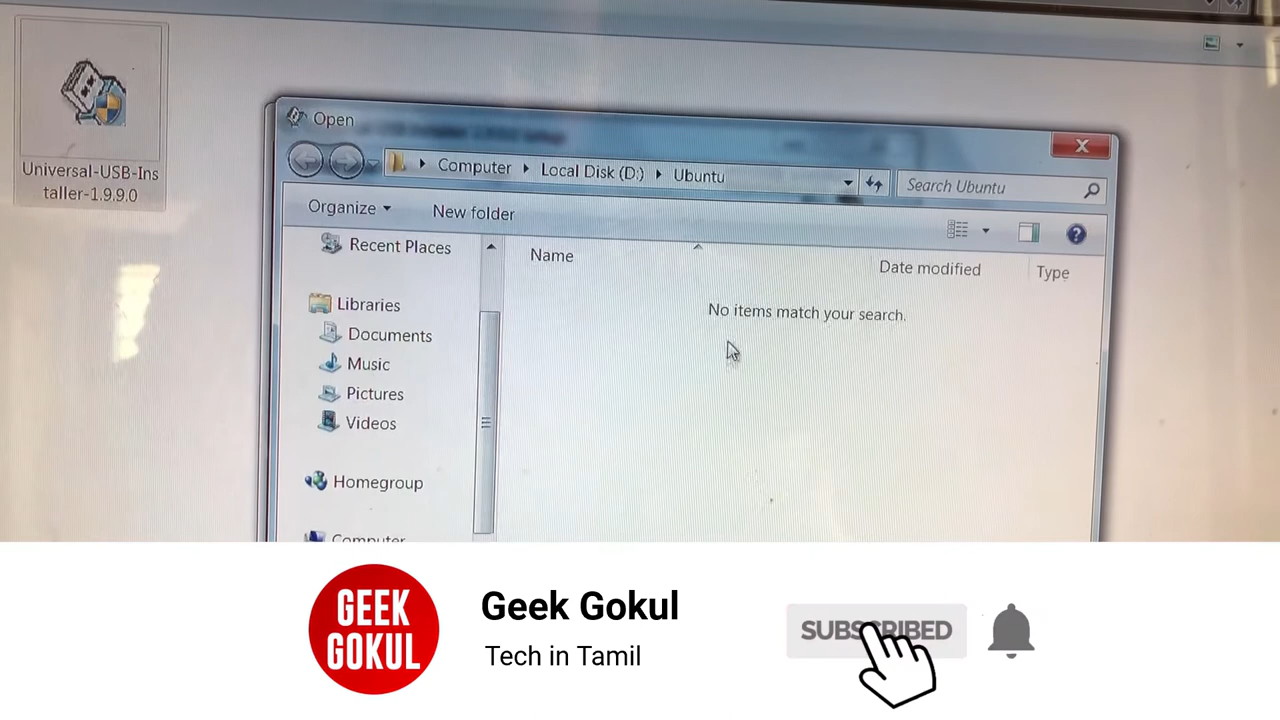 Universal-USB-Ins
taller-1.9.9.0
Open
Computer
Local Disk (D:)
Ubuntu
Search Ubuntu
Organize
New folder
Name
Date modified
Type
Recent Places
Libraries
Documents
Music
Pictures
Videos
Homegroup
Computer
No items match your search.
GEEK
GOKUL
Geek Gokul
Tech in Tamil
SUBSCRIBED